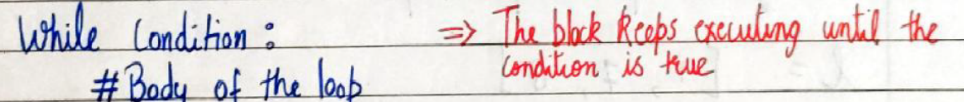 While Condition :
# Body of the loop
=> The block keeps executing until the
condition is true